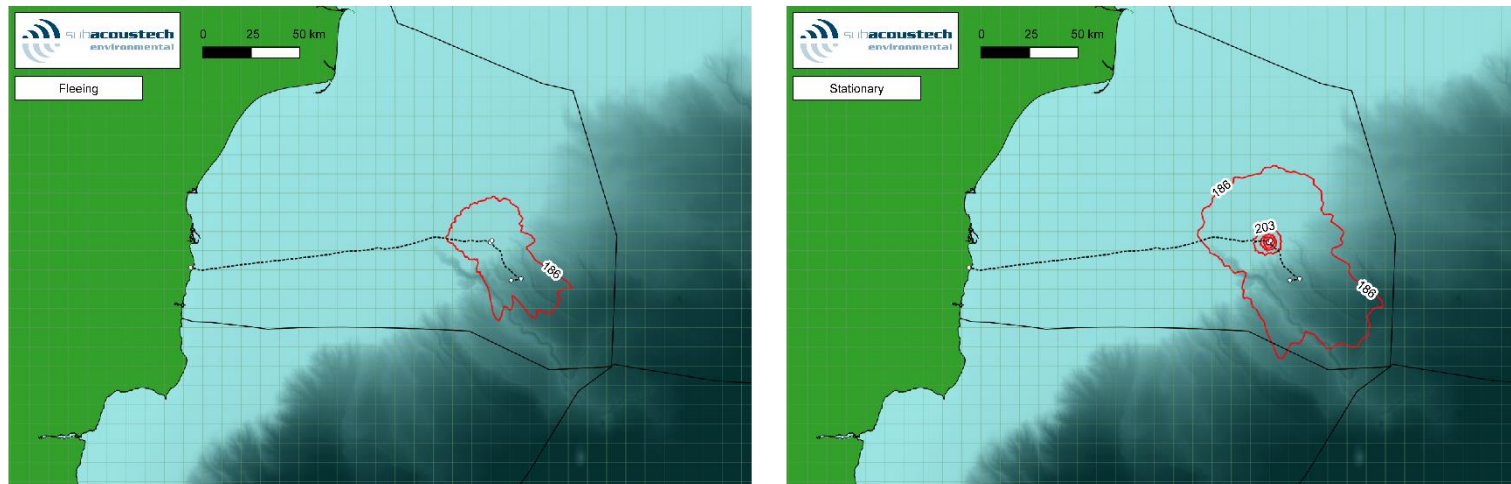 subacoustech
environmental
0 25 50 km
Fleeing
186
subacoustech
environmental
0 25 50 km
Stationary
186
203
186